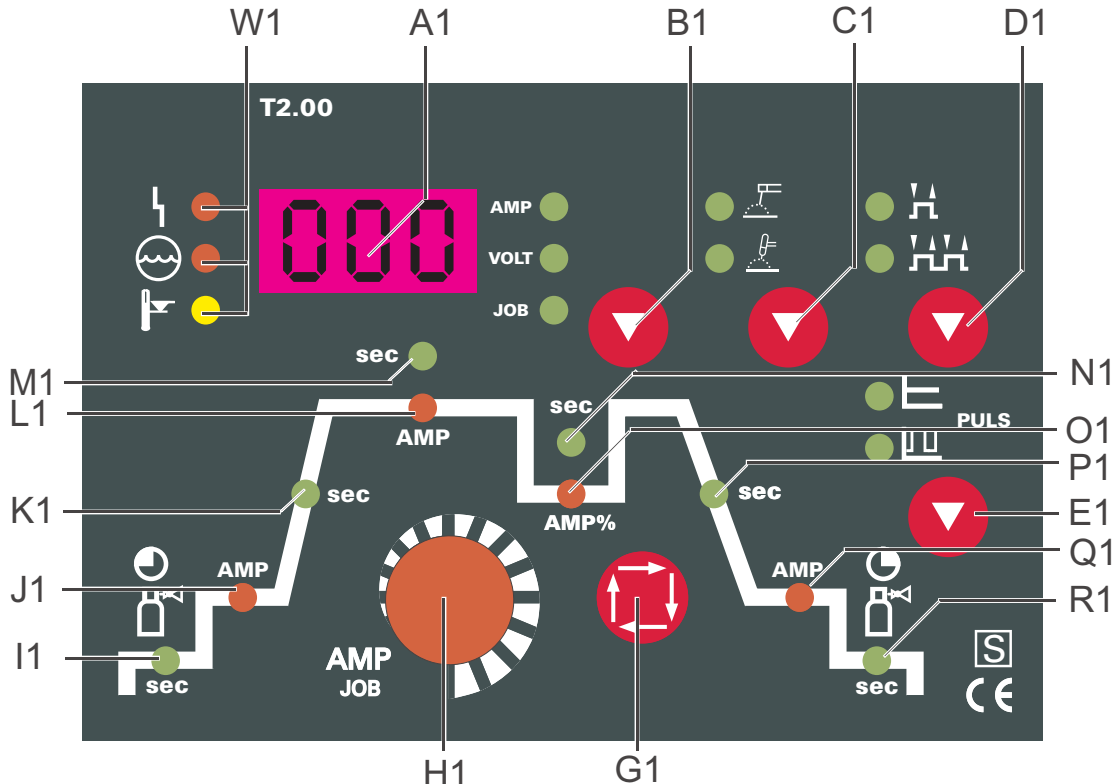 W1 A1 B1 C1 D1
T2.00
000
AMP
VOLT
JOB
sec
M1
N1
L1
sec
AMP
PULS
O1
P1
K1
sec
sec
AMP%
E1
Q1
AMP
AMP
J1
R1
I1
AMP
JOB
S
sec
sec
CE
H1
G1